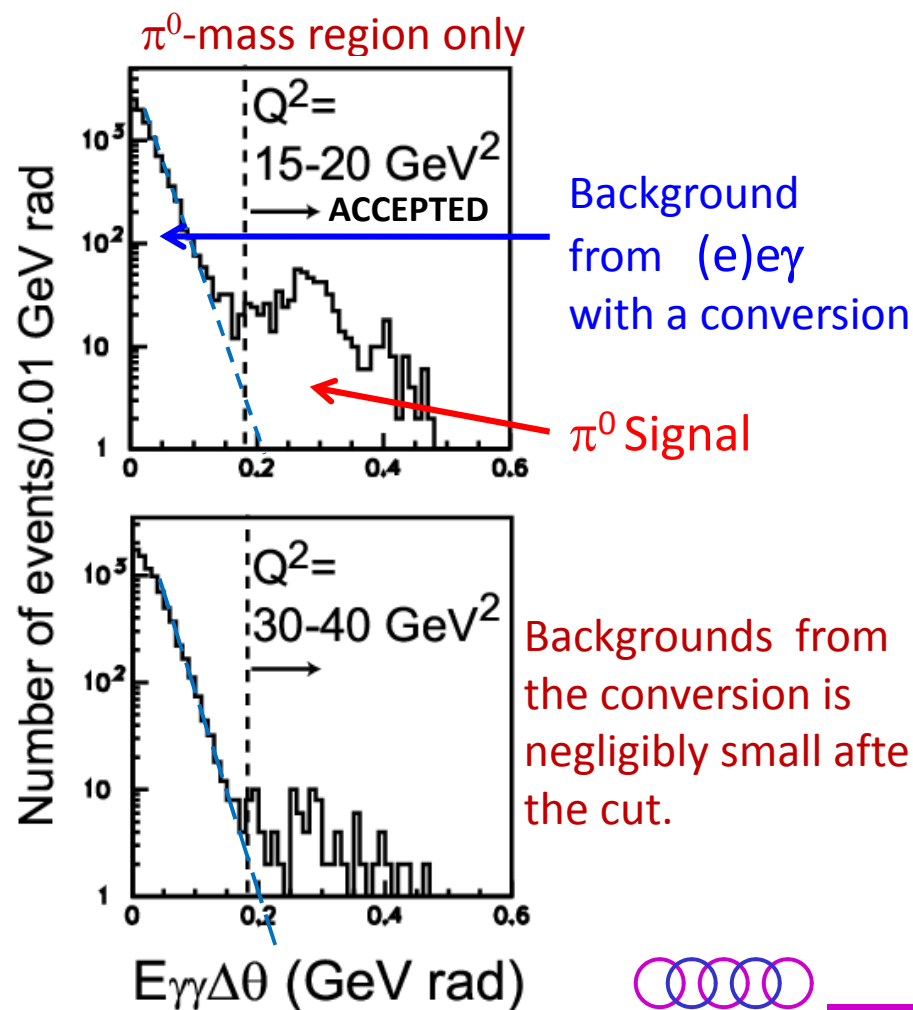 π⁰-mass region only
Q²=
15-20 GeV²
ACCEPTED
10³
10²
10
1
0
0.2
0.4
0.6
Background
from (e)eγ
with a conversion
π⁰ Signal
Number of events/0.01 GeV rad
Q²=
30-40 GeV²
10³
10²
10
1
0
0.2
0.4
0.6
Backgrounds from
the conversion is
negligibly small afte
the cut.
EγγΔθ (GeV rad)